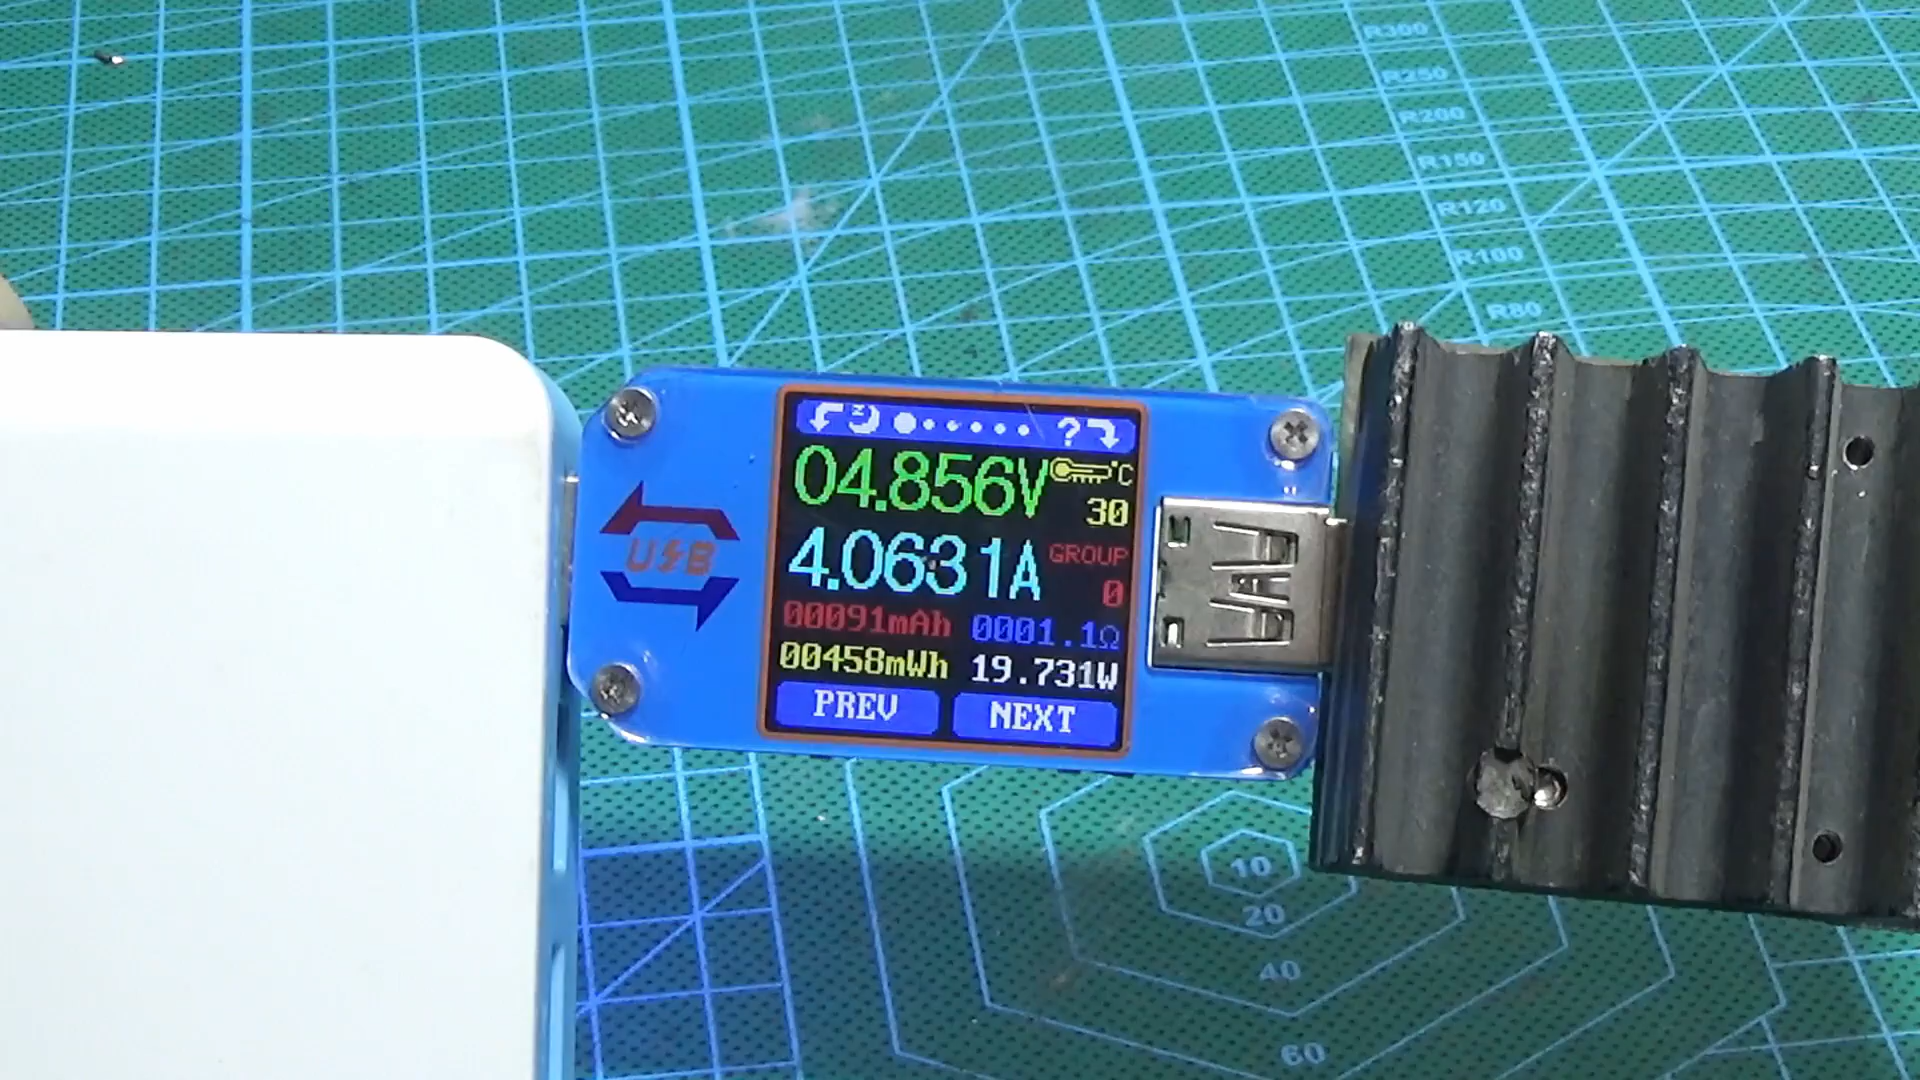 R300
R250
R200
R150
R120
R100
R80
? 
04.856V °C
30
4.0631A GROUP
0
00091mAh 0001.1Ω
00458mWh 19.731W
PREV NEXT
USB
10
20
40
60